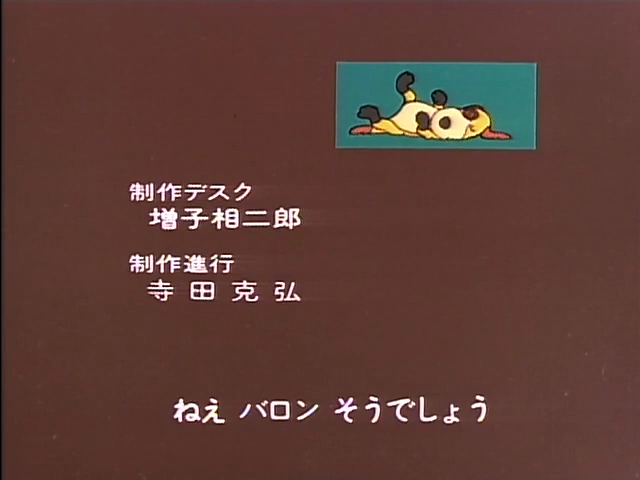 制作デスク
増子相二郎
制作進行
寺田克弘
ねえ バロン そうでしょう